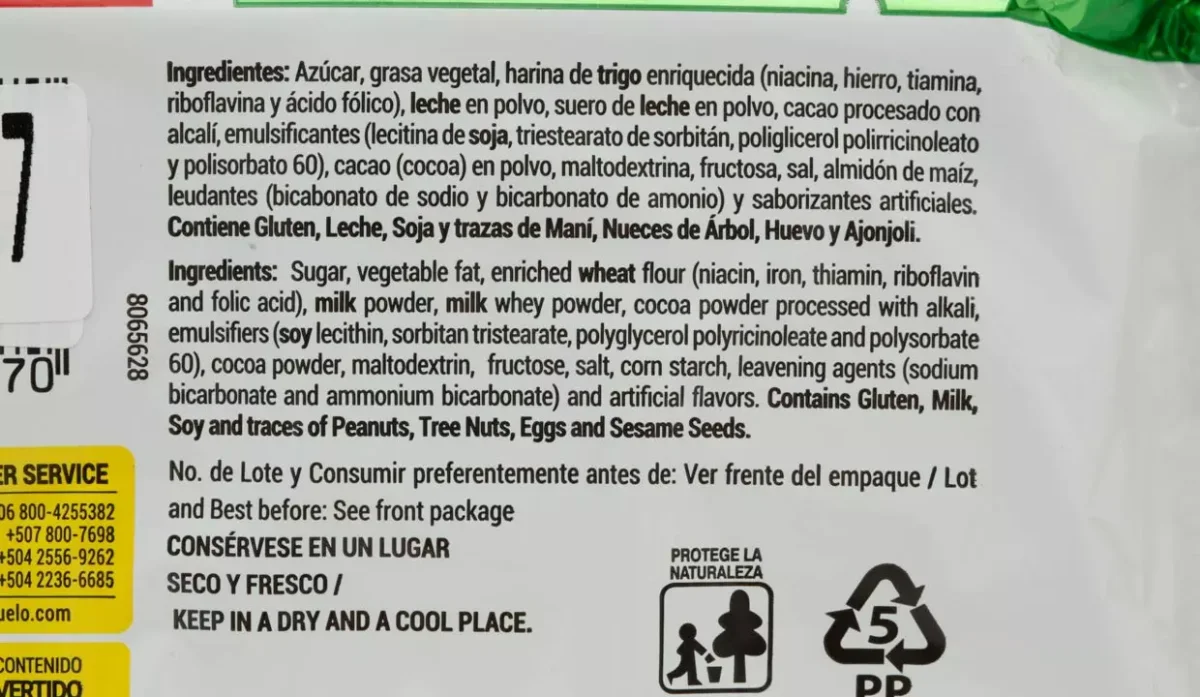 Ingredientes: Azúcar, grasa vegetal, harina de trigo enriquecida (niacina, hierro, tiamina,
riboflavina y ácido fólico), leche en polvo, suero de leche en polvo, cacao procesado con
alcalí, emulsificantes (lecitina de soja, triestearato de sorbitán, poliglicerol polirricinoleato
y polisorbato 60), cacao (cocoa) en polvo, maltodextrina, fructosa, sal, almidón de maíz,
leudantes (bicabonato de sodio y bicarbonato de amonio) y saborizantes artificiales.
Contiene Gluten, Leche, Soja y trazas de Maní, Nueces de Árbol, Huevo y Ajonjoli.
Ingredients: Sugar, vegetable fat, enriched wheat flour (niacin, iron, thiamin, riboflavin
and folic acid), milk powder, milk whey powder, cocoa powder processed with alkali,
emulsifiers (soy lecithin, sorbitan tristearate, polyglycerol polyricinoleate and polysorbate
60), cocoa powder, maltodextrin, fructose, salt, corn starch, leavening agents (sodium
bicarbonate and ammonium bicarbonate) and artificial flavors. Contains Gluten, Milk,
Soy and traces of Peanuts, Tree Nuts, Eggs and Sesame Seeds.
No. de Lote y Consumir preferentemente antes de: Ver frente del empaque / Lot
and Best before: See front package
CONSÉRVESE EN UN LUGAR
SECO Y FRESCO /
KEEP IN A DRY AND A COOL PLACE.
PROTEGE LA
NATURALEZA
5
PP
8065628
7
70"
ER SERVICE
06 800-4255382
+507 800-7698
+504 2556-9262
+504 2236-6685
uelo.com
CONTENIDO
VERTIDO